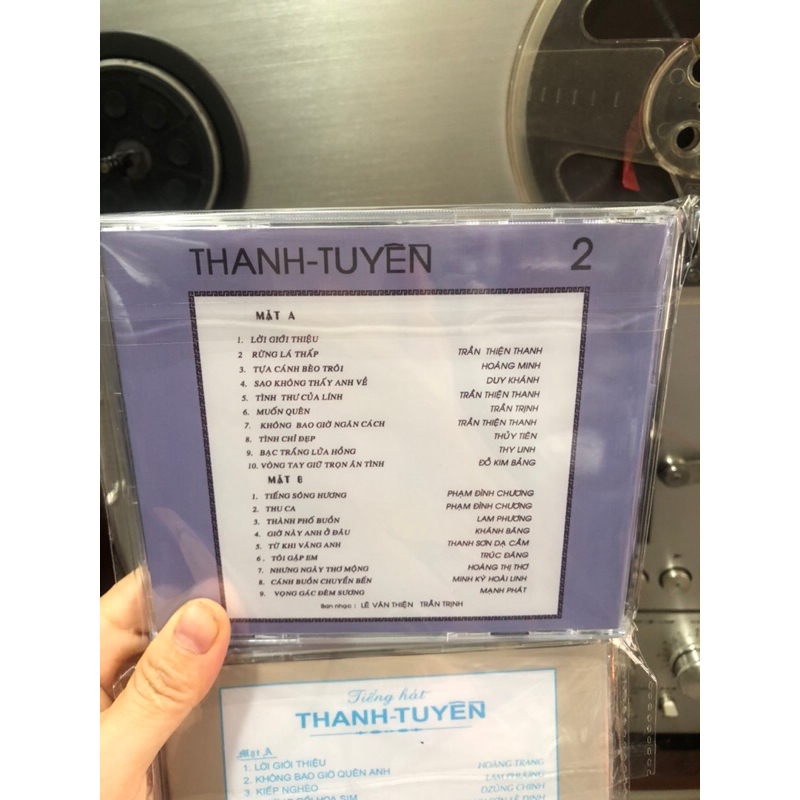 THANH-TUYỀN 2
MẶT A
1. LỜI GIỚI THIỆU
2 RỪNG LÁ THẤP TRẦN THIỆN THANH
3. TỰA CÁNH BÈO TRÔI HOÀNG MINH
4. SAO KHÔNG THẤY ANH VỀ DUY KHÁNH
5. TÌNH THƯ CỦA LÍNH TRẦN THIỆN THANH
6. MUỐN QUÊN TRẦN TRỊNH
7. KHÔNG BAO GIỜ NGĂN CÁCH TRẦN THIỆN THANH
8. TÌNH CHỈ ĐẸP THỦY TIÊN
9. BẠC TRẮNG LỬA HỒNG THY LINH
10. VÒNG TAY GIỮ TRỌN ÂN TÌNH ĐỖ KIM BẢNG
MẶT B
1. TIẾNG SÔNG HƯƠNG PHẠM ĐÌNH CHƯƠNG
2. THU CA PHẠM ĐÌNH CHƯƠNG
3. THÀNH PHỐ BUỒN LAM PHƯƠNG
4. GIỜ NÀY ANH Ở ĐÂU KHÁNH BĂNG
5. TỪ KHI VẮNG ANH THANH SƠN DẠ CẦM
6. TÔI GẶP EM TRÚC ĐĂNG
7. NHƯNG NGÀY THƠ MỘNG HOÀNG THỊ THƠ
8. CÁNH BUỒN CHUYỂN BẾN MINH KỲ HOÀI LINH
9. VỌNG GÁC ĐÊM SƯƠNG MẠNH PHÁT
Ban nhạc : LÊ VĂN THIỆN TRẦN TRỊNH
Tiếng hát
THANH-TUYỀN
Mặt A
1. LỜI GIỚI THIỆU HOÀNG TRANG
2. KHÔNG BAO GIỜ QUÊN ANH LAM PHƯƠNG
3. KIẾP NGHÈO DZŨNG CHINH
ĐỒI HOA SIM